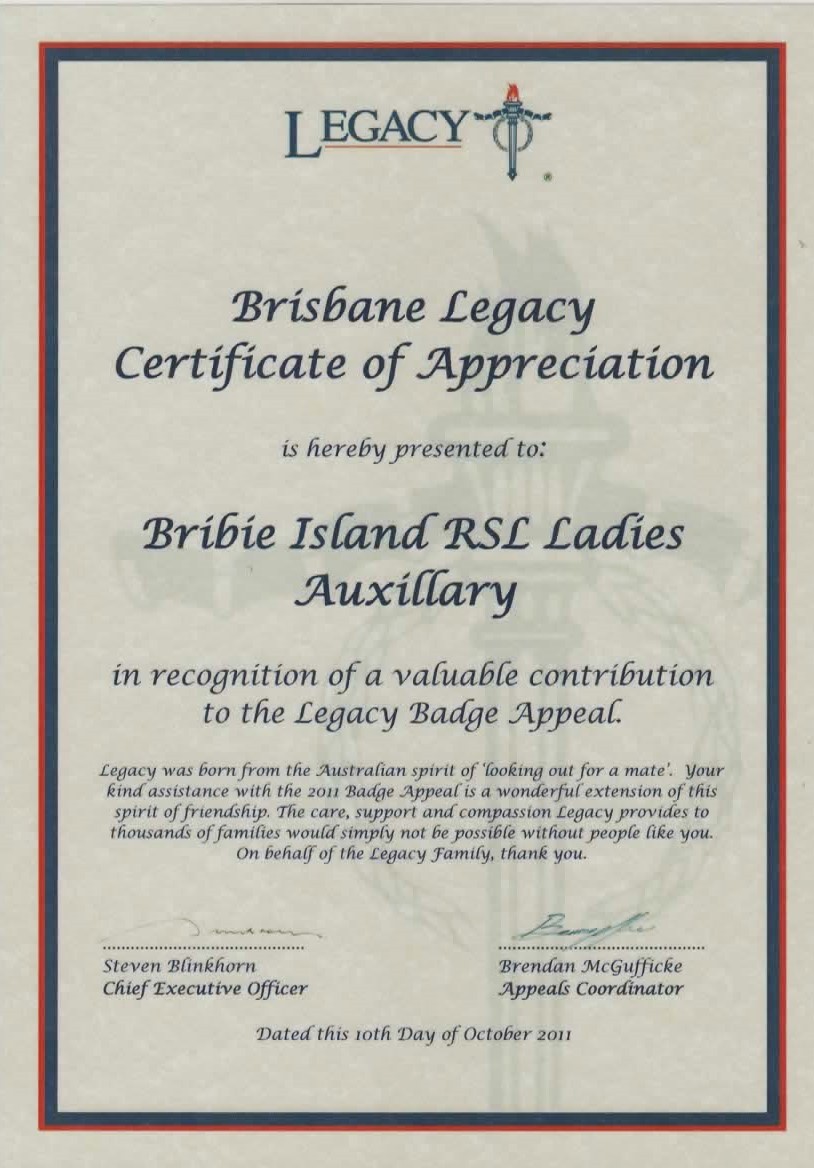 LEGACY
®
Brisbane Legacy
Certificate of Appreciation
is hereby presented to:
Bribie Island RSL Ladies
Auxillary
in recognition of a valuable contribution
to the Legacy Badge Appeal.
Legacy was born from the Australian spirit of 'looking out for a mate'. Your
kind assistance with the 2011 Badge Appeal is a wonderful extension of this
spirit of friendship. The care, support and compassion Legacy provides to
thousands of families would simply not be possible without people like you.
On behalf of the Legacy Family, thank you.
Steven Blinkhorn
Chief Executive Officer
Brendan McGufficke
Appeals Coordinator
Dated this 10th Day of October 2011